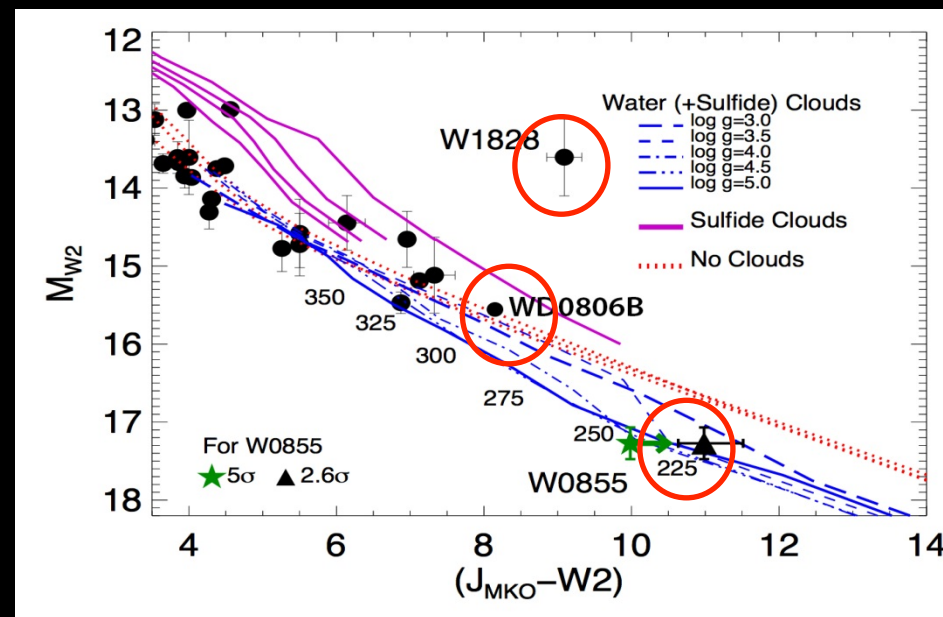 12
13
14
15
16
17
18
M_W2
4
6
8
10
12
14
(J_MKO−W2)
W1828
WD0806B
W0855
350
325
300
275
250
225
Water (+Sulfide) Clouds
log g=3.0
log g=3.5
log g=4.0
log g=4.5
log g=5.0
Sulfide Clouds
No Clouds
For W0855
5σ
2.6σ